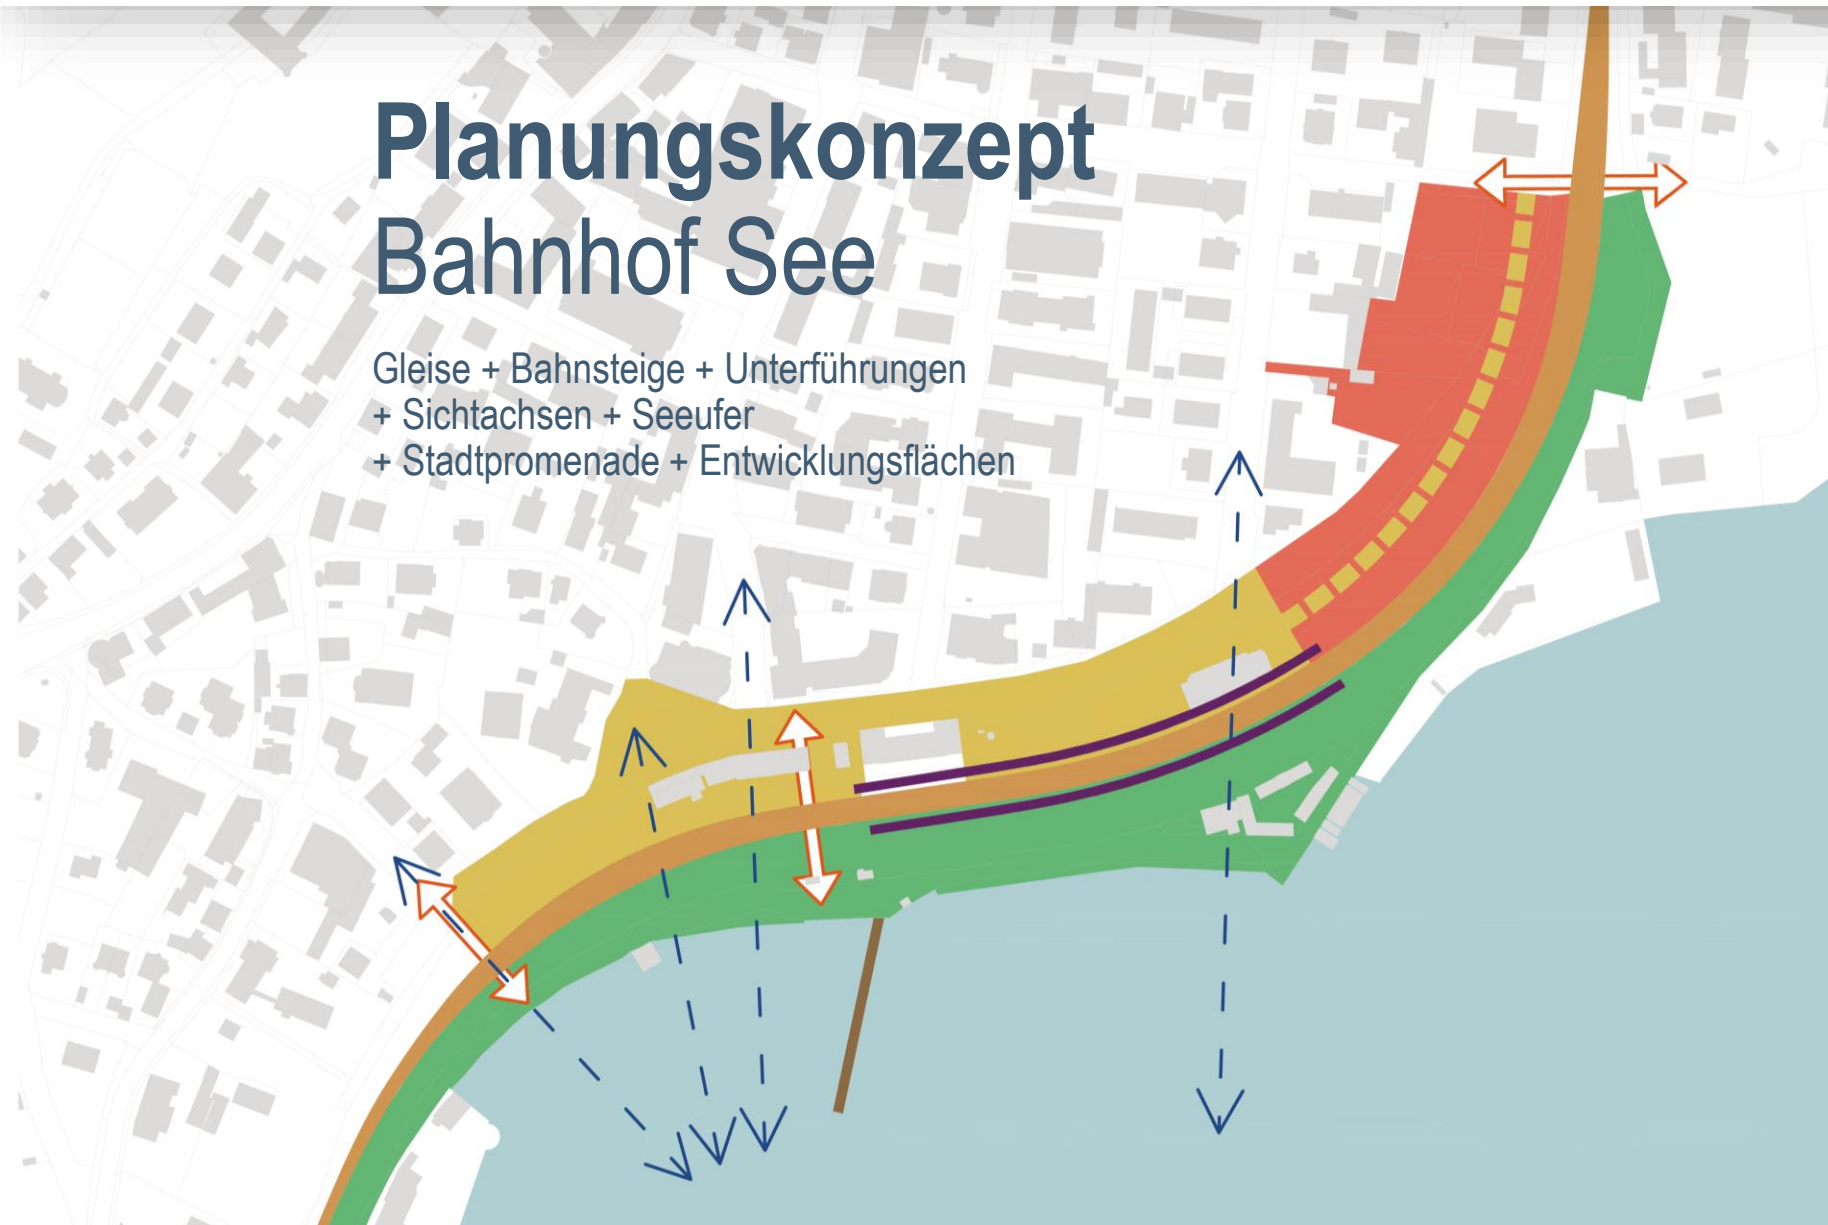 Planungskonzept
Bahnhof See
Gleise + Bahnsteige + Unterführungen
+ Sichtachsen + Seeufer
+ Stadtpromenade + Entwicklungsflächen